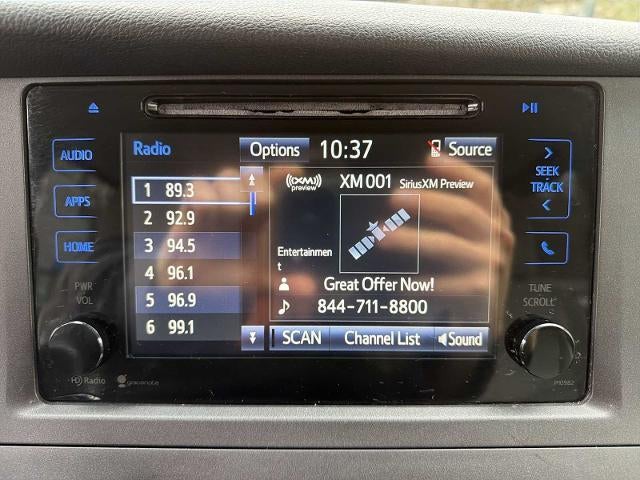 Radio Options 10:37 Source
AUDIO
APPS
HOME
PWR
VOL
1 89.3
2 92.9
3 94.5
4 96.1
5 96.9
6 99.1
((XM))
preview
XM 001 SiriusXM Preview
Entertainmen
t
Great Offer Now!
844-711-8800
SCAN Channel List Sound
SEEK
TRACK
TUNE
SCROLL
HD Radio gracenote
P10582